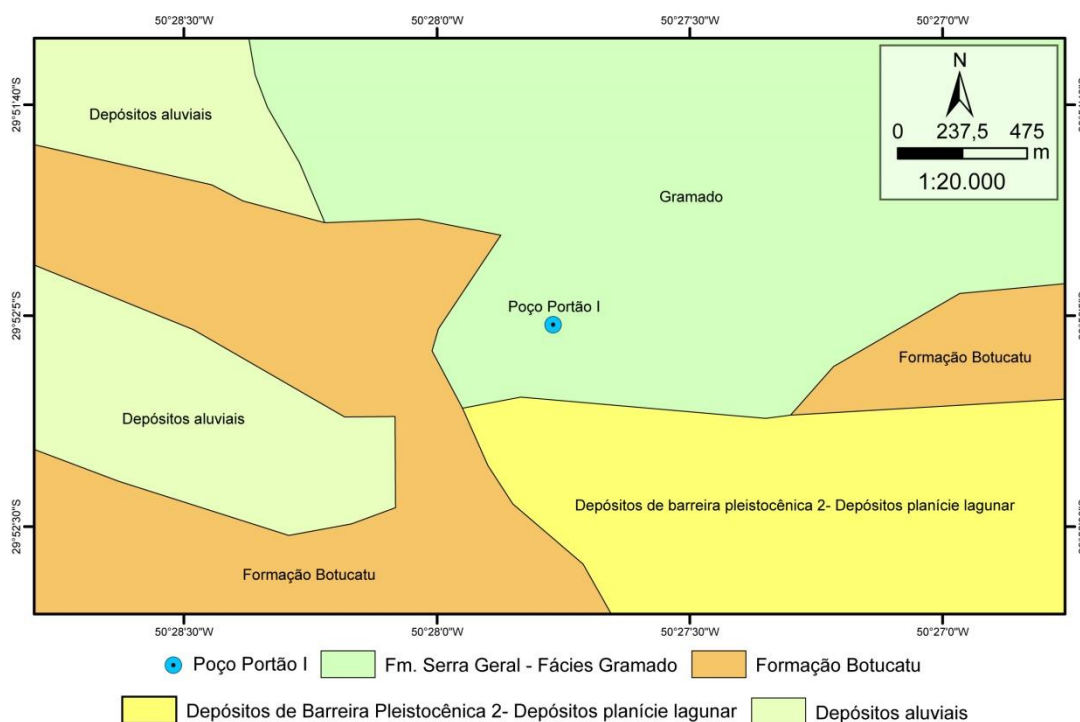 50°28'30"W 50°28'0"W 50°27'30"W 50°27'0"W
N
0 237,5 475
m
1:20.000
29°51'40"S
Depósitos aluviais
Gramado
Poço Portão I
29°52'5"S
Formação Botucatu
Depósitos aluviais
Depósitos de barreira pleistocênica 2- Depósitos planície lagunar
29°52'30"S
Formação Botucatu
50°28'30"W 50°28'0"W 50°27'30"W 50°27'0"W
Poço Portão I Fm. Serra Geral - Fácies Gramado Formação Botucatu
Depósitos de Barreira Pleistocênica 2- Depósitos planície lagunar Depósitos aluviais